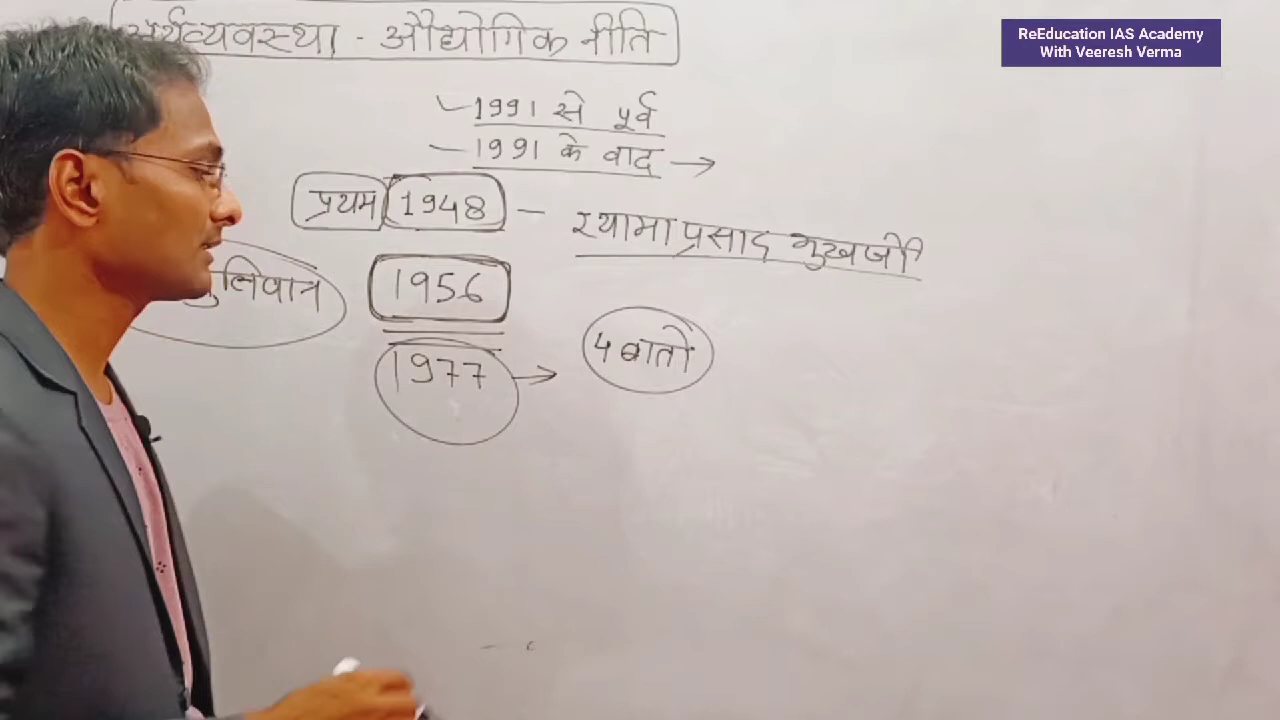 अर्थव्यवस्था - औद्योगिक नीति
ReEducation IAS Academy
With Veeresh Verma
1991 से पूर्व
1991 के बाद →
प्रथम 1948 - श्यामा प्रसाद मुखर्जी
1956
1977 → 4 बातो